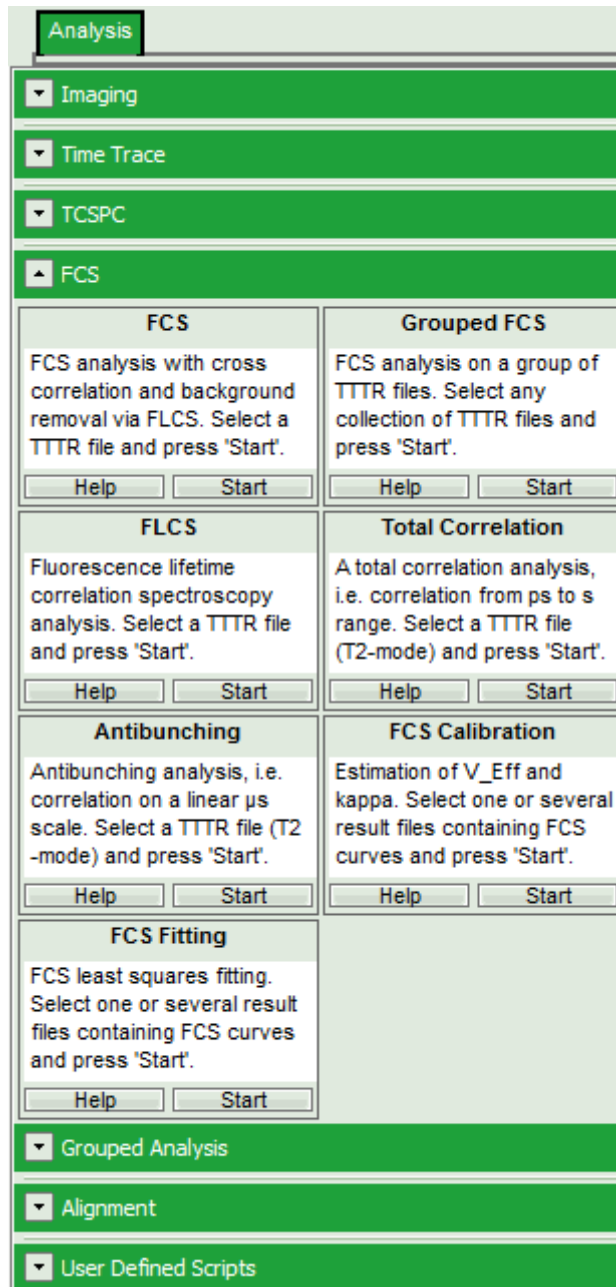 Analysis
Imaging
Time Trace
TCSPC
FCS
FCS
FCS analysis with cross
correlation and background
removal via FLCS. Select a
TTTR file and press 'Start'.
Help Start
Grouped FCS
FCS analysis on a group of
TTTR files. Select any
collection of TTTR files and
press 'Start'.
Help Start
FLCS
Fluorescence lifetime
correlation spectroscopy
analysis. Select a TTTR file
and press 'Start'.
Help Start
Total Correlation
A total correlation analysis,
i.e. correlation from ps to s
range. Select a TTTR file
(T2-mode) and press 'Start'.
Help Start
Antibunching
Antibunching analysis, i.e.
correlation on a linear µs
scale. Select a TTTR file (T2
-mode) and press 'Start'.
Help Start
FCS Calibration
Estimation of V_Eff and
kappa. Select one or several
result files containing FCS
curves and press 'Start'.
Help Start
FCS Fitting
FCS least squares fitting.
Select one or several result
files containing FCS curves
and press 'Start'.
Help Start
Grouped Analysis
Alignment
User Defined Scripts